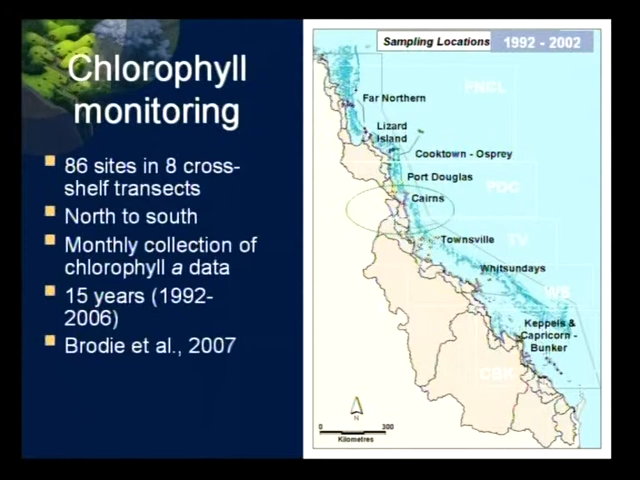 Chlorophyll
monitoring
86 sites in 8 cross-
shelf transects
North to south
Monthly collection of
chlorophyll a data
15 years (1992-
2006)
Brodie et al., 2007
Sampling Locations 1992 - 2002
PNCL
Far Northern
Lizard
Island
Cooktown - Osprey
Port Douglas
PDC
Cairns
Townsville
TV
Whitsundays
WS
Keppels &
Capricorn -
Bunker
CBK
N
0 300
Kilometres